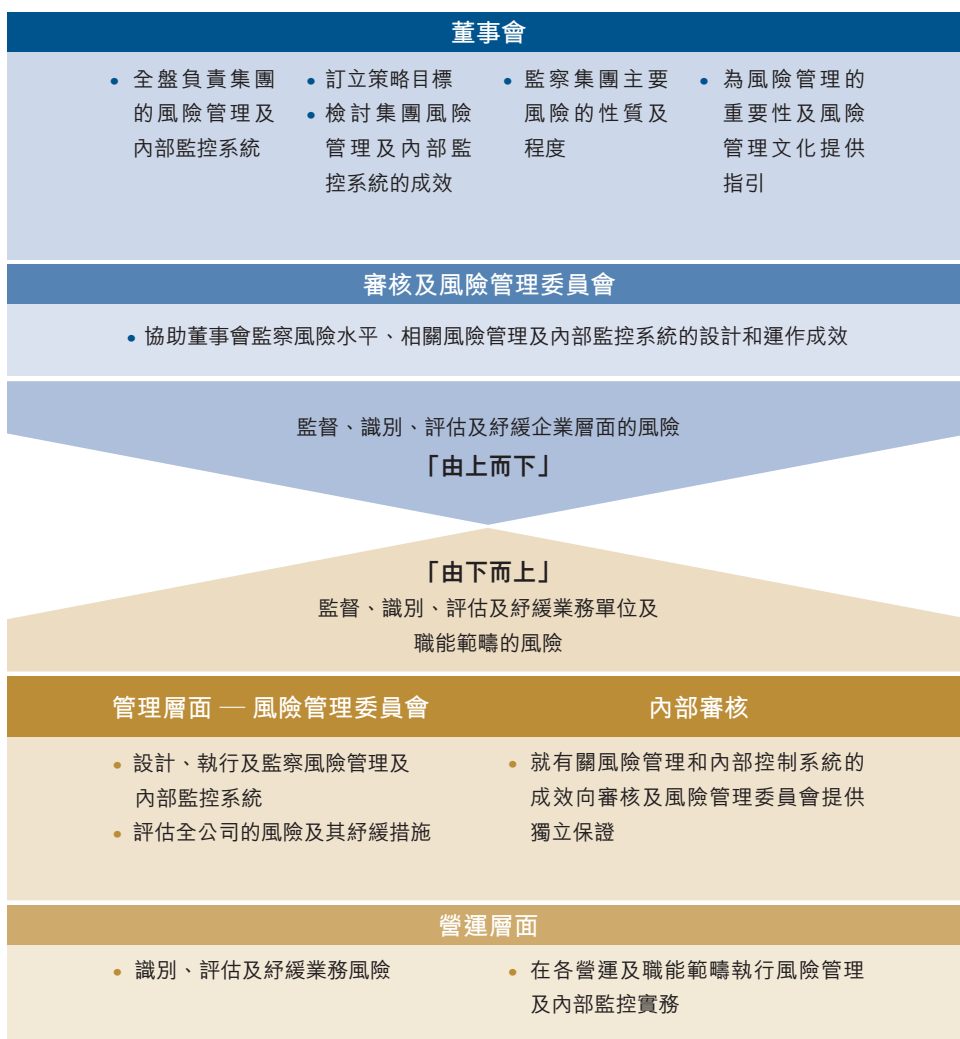 董事會
• 全盤負責集團
的風險管理及
內部監控系統
• 訂立策略目標
• 檢討集團風險
管理及內部監
控系統的成效
• 監察集團主要
風險的性質及
程度
• 為風險管理的
重要性及風險
管理文化提供
指引
審核及風險管理委員會
• 協助董事會監察風險水平、相關風險管理及內部監控系統的設計和運作成效
監督、識別、評估及紓緩企業層面的風險
「由上而下」
「由下而上」
監督、識別、評估及紓緩業務單位及
職能範疇的風險
管理層面 — 風險管理委員會
• 設計、執行及監察風險管理及
內部監控系統
• 評估全公司的風險及其紓緩措施
內部審核
• 就有關風險管理和內部控制系統的
成效向審核及風險管理委員會提供
獨立保證
營運層面
• 識別、評估及紓緩業務風險
• 在各營運及職能範疇執行風險管理
及內部監控實務